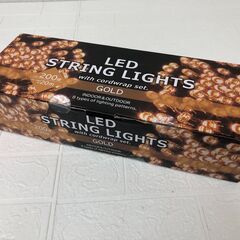 LED
STRING LIGHTS
with cordwrap set.
GOLD
INDOOR&OUTDOOR
8 types of lighting patterns.
200
20m
LED
STRING LIGHTS
with cordwrap set.
GOLD